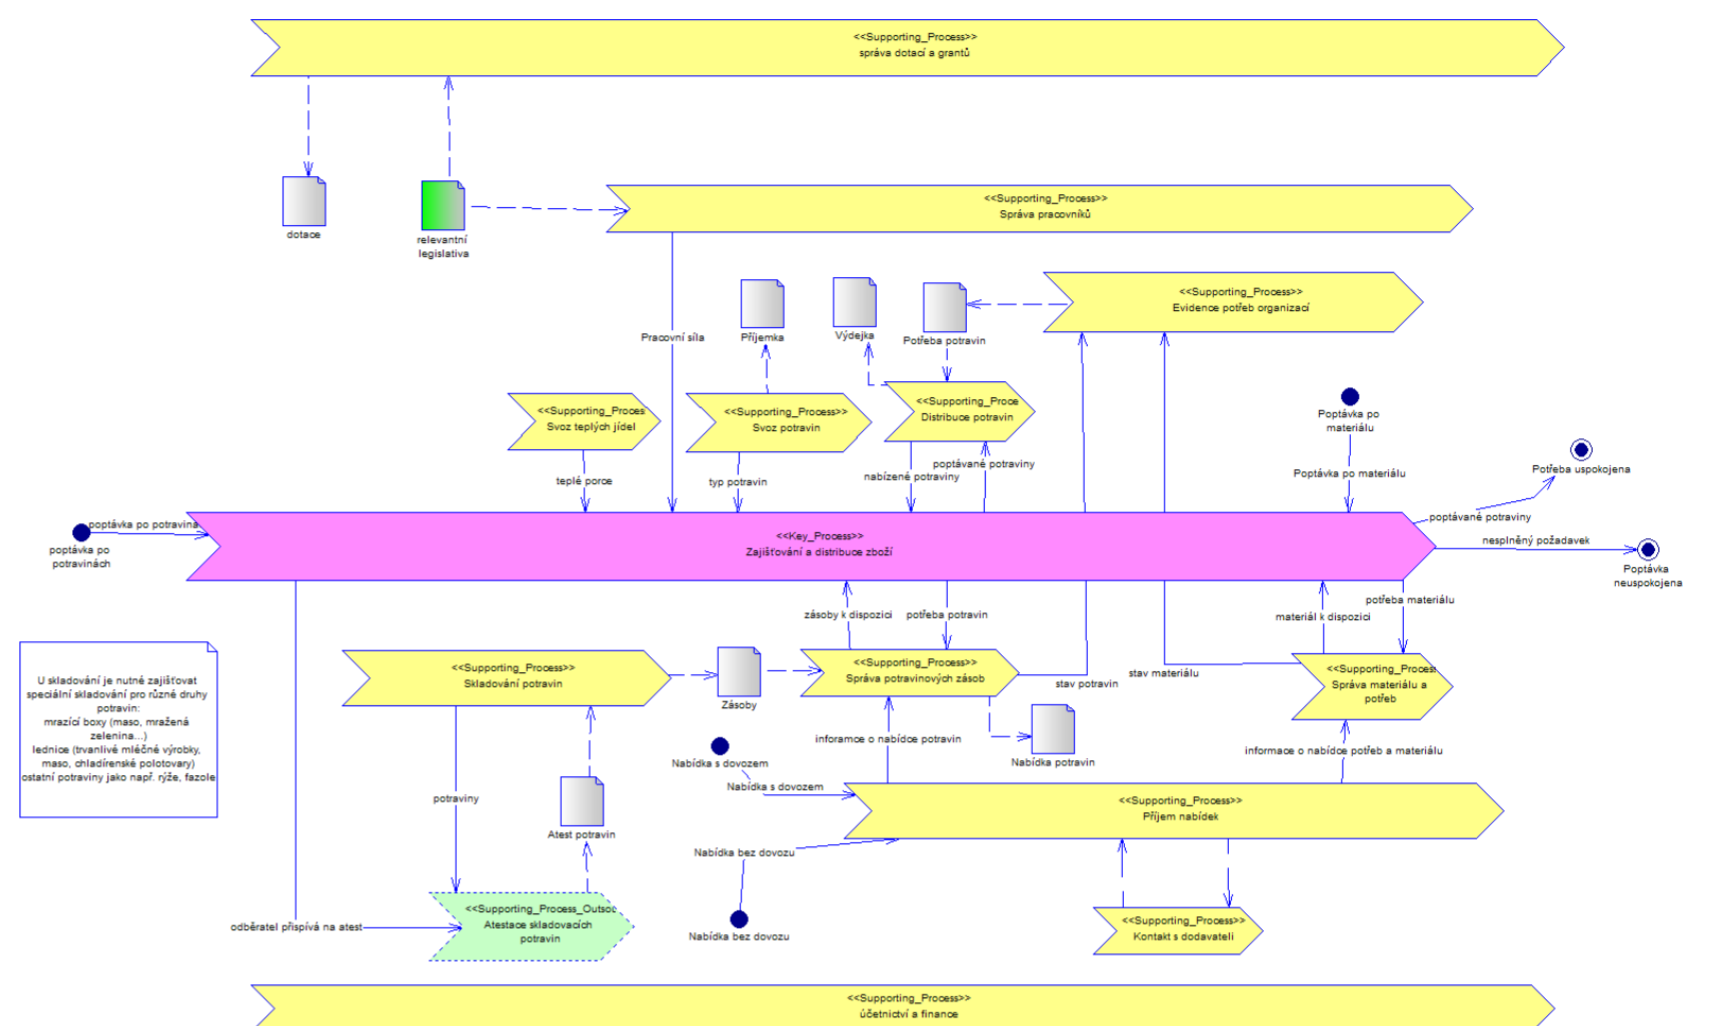 <<Supporting_Process>>
správa dotací a grantů
dotace
relevantní
legislativa
<<Supporting_Process>>
Správa pracovníků
<<Supporting_Process>>
Evidence potřeb organizací
Pracovní síla
Příjemka
Výdejka
Potřeba potravin
<<Supporting_Proces
Svoz teplých jídel
<<Supporting_Process>>
Svoz potravin
<<Supporting_Proce
Distribuce potravin
Poptávka po
materiálu
Poptávka po materiálu
Potřeba uspokojena
teplé porce
typ potravin
nabízené potraviny
poptávané potraviny
poptávka po potraviná
poptávka po
potravinách
<<Key_Process>>
Zajišťování a distribuce zboží
poptávané potraviny
nesplněný požadavek
Poptávka
neuspokojena
zásoby k dispozici
potřeba potravin
materiál k dispozici
potřeba materiálu
U skladování je nutné zajišťovat
speciální skladování pro různé druhy
potravin:
mrazící boxy (maso, mražená
zelenina...)
lednice (trvanlivé mléčné výrobky,
maso, chladírenské polotovary)
ostatní potraviny jako např. rýže, fazole
<<Supporting_Process>>
Skladování potravin
Zásoby
<<Supporting_Process>>
Správa potravinových zásob
stav potravin
stav materiálu
<<Supporting_Proces
Správa materiálu a
potřeb
inforamce o nabídce potravin
Nabídka potravin
informace o nabídce potřeb a materiálu
Nabídka s dovozem
Nabídka s dovozem
potraviny
Atest potravin
<<Supporting_Process>>
Příjem nabídek
Nabídka bez dovozu
Nabídka bez dovozu
odběratel přispívá na atest
<<Supporting_Process_Outsou
Atestace skladovacích
potravin
<<Supporting_Process>>
Kontakt s dodavateli
<<Supporting_Process>>
účetnictví a finance